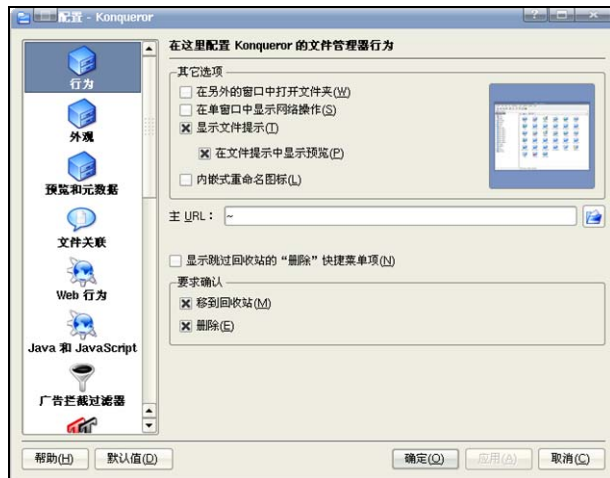 配置 - Konqueror
行为
外观
预览和元数据
文件关联
Web 行为
Java 和 JavaScript
广告拦截过滤器
在这里配置 Konqueror 的文件管理器行为
其它选项
在另外的窗口中打开文件夹(W)
在单窗口中显示网络操作(S)
显示文件提示(T)
在文件提示中显示预览(P)
内嵌式重命名图标(L)
主 URL： ~
显示跳过回收站的“删除”快捷菜单项(N)
要求确认
移到回收站(M)
删除(E)
帮助(H) 默认值(D) 确定(O) 应用(A) 取消(C)